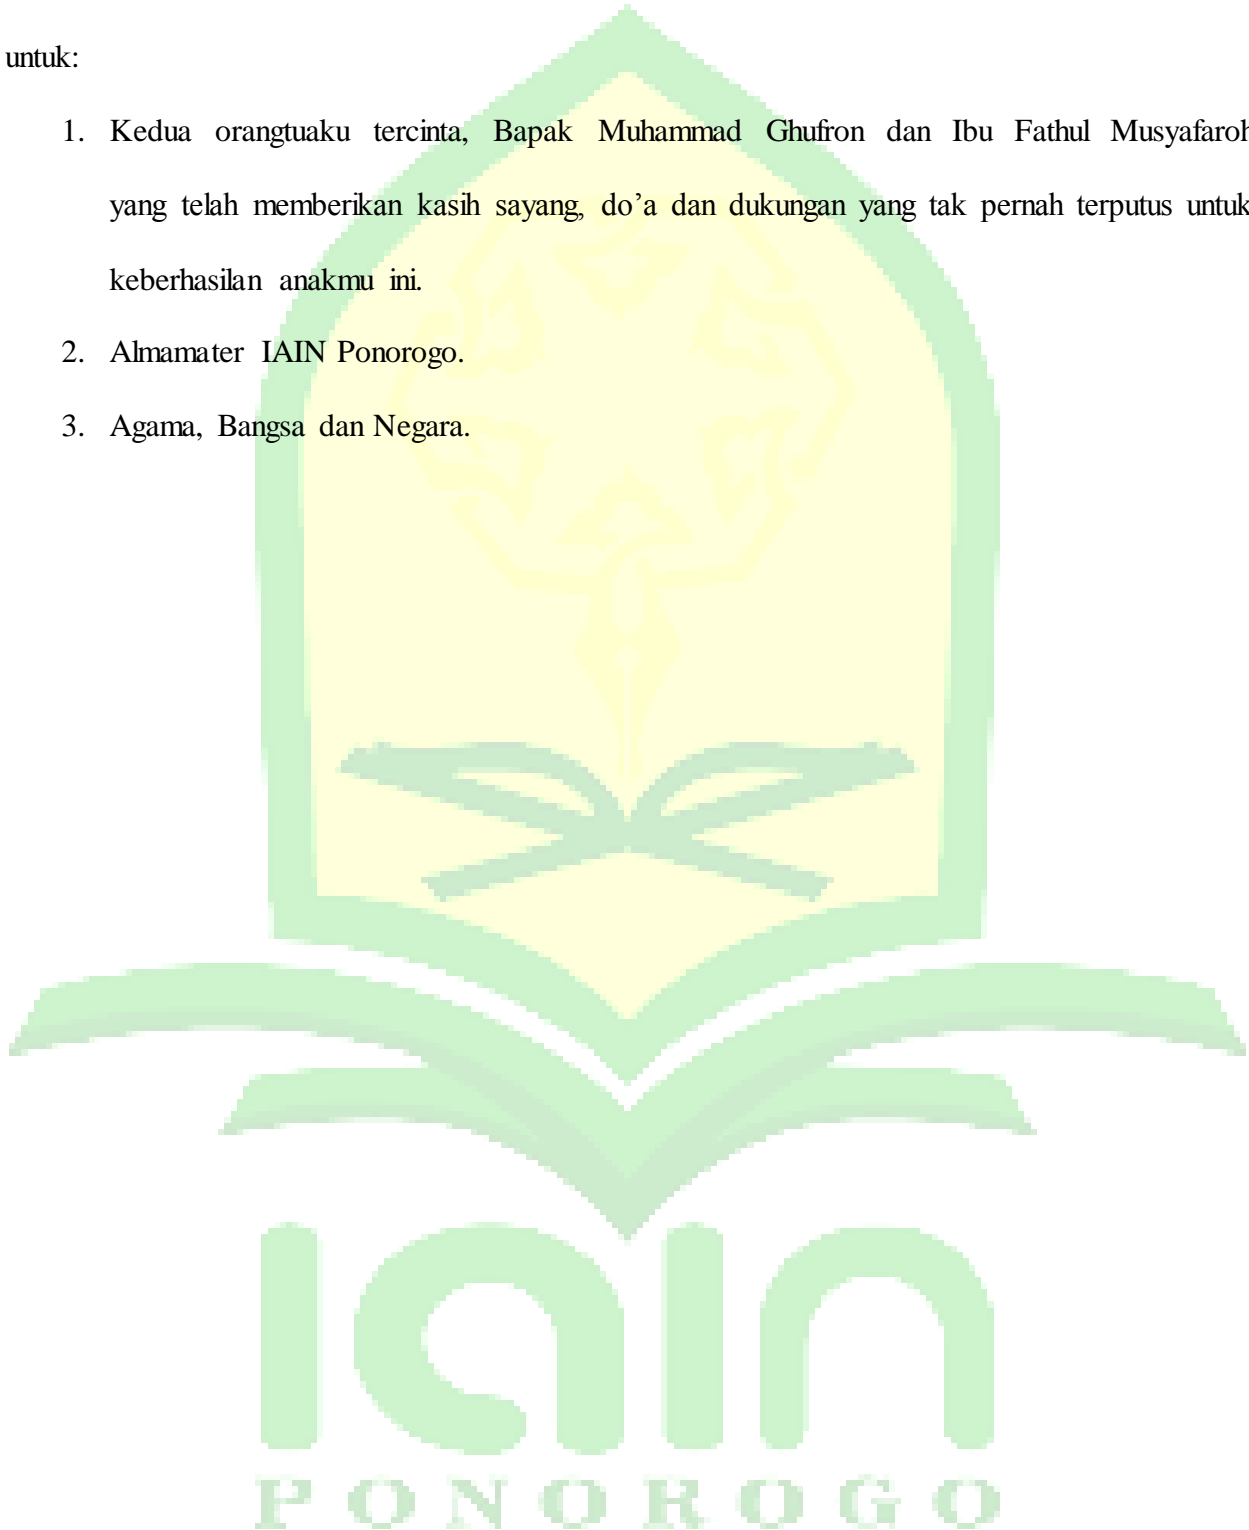 untuk:
1. Kedua orangtuaku tercinta, Bapak Muhammad Ghufron dan Ibu Fathul Musyafaroh
yang telah memberikan kasih sayang, do’a dan dukungan yang tak pernah terputus untuk
keberhasilan anakmu ini.
2. Almamater IAIN Ponorogo.
3. Agama, Bangsa dan Negara.
iain
PONOROGO